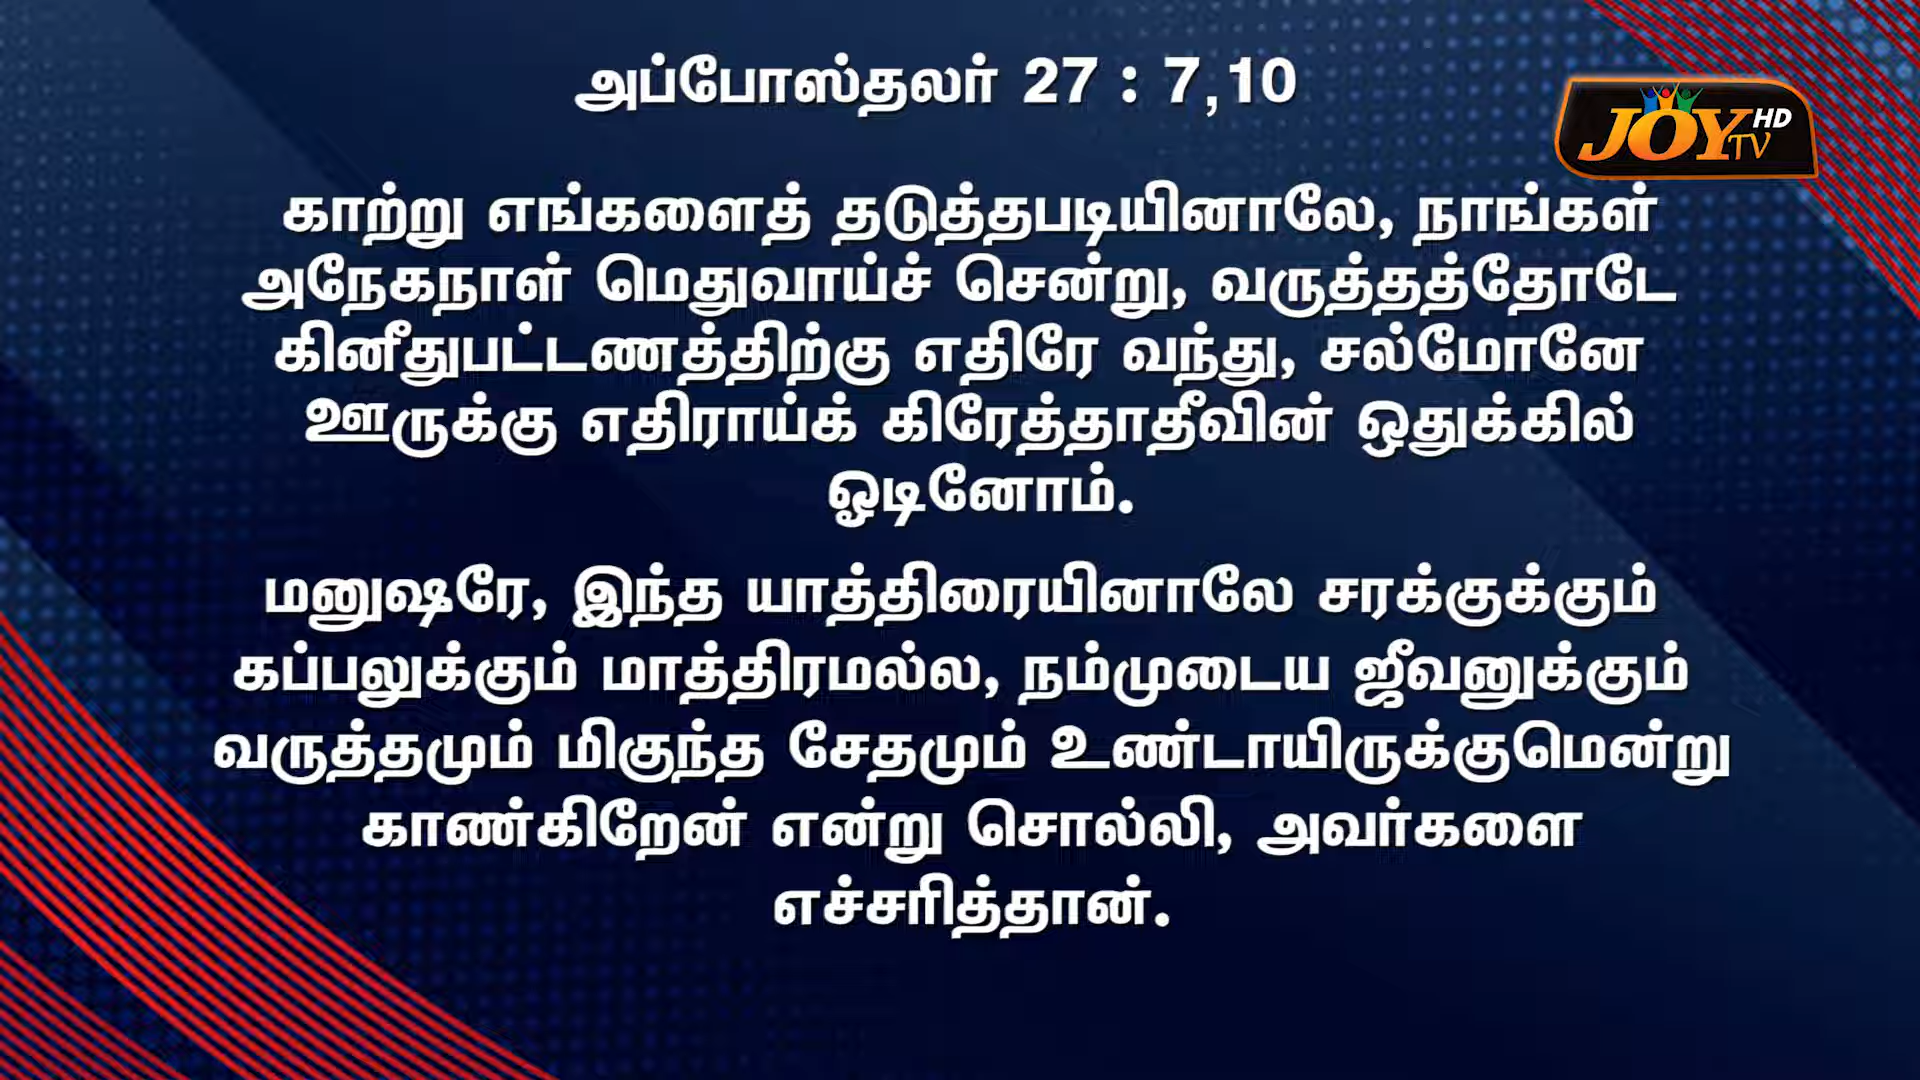 அப்போஸ்தலர் 27 : 7,10
JOY TV HD
காற்று எங்களைத் தடுத்தபடியினாலே, நாங்கள்
அநேகநாள் மெதுவாய்ச் சென்று, வருத்தத்தோடே
கினீதுபட்டணத்திற்கு எதிரே வந்து, சல்மோனே
ஊருக்கு எதிராய்க் கிரேத்தாதீவின் ஒதுக்கில்
ஓடினோம்.
மனுஷரே, இந்த யாத்திரையினாலே சரக்குக்கும்
கப்பலுக்கும் மாத்திரமல்ல, நம்முடைய ஜீவனுக்கும்
வருத்தமும் மிகுந்த சேதமும் உண்டாயிருக்குமென்று
காண்கிறேன் என்று சொல்லி, அவர்களை
எச்சரித்தான்.